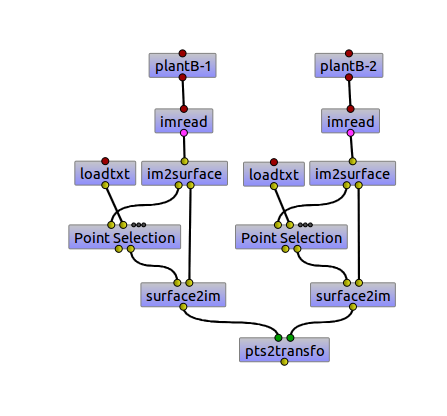 plantB-1 plantB-2
imread imread
loadtxt im2surface loadtxt im2surface
Point Selection Point Selection
surface2im surface2im
pts2transfo